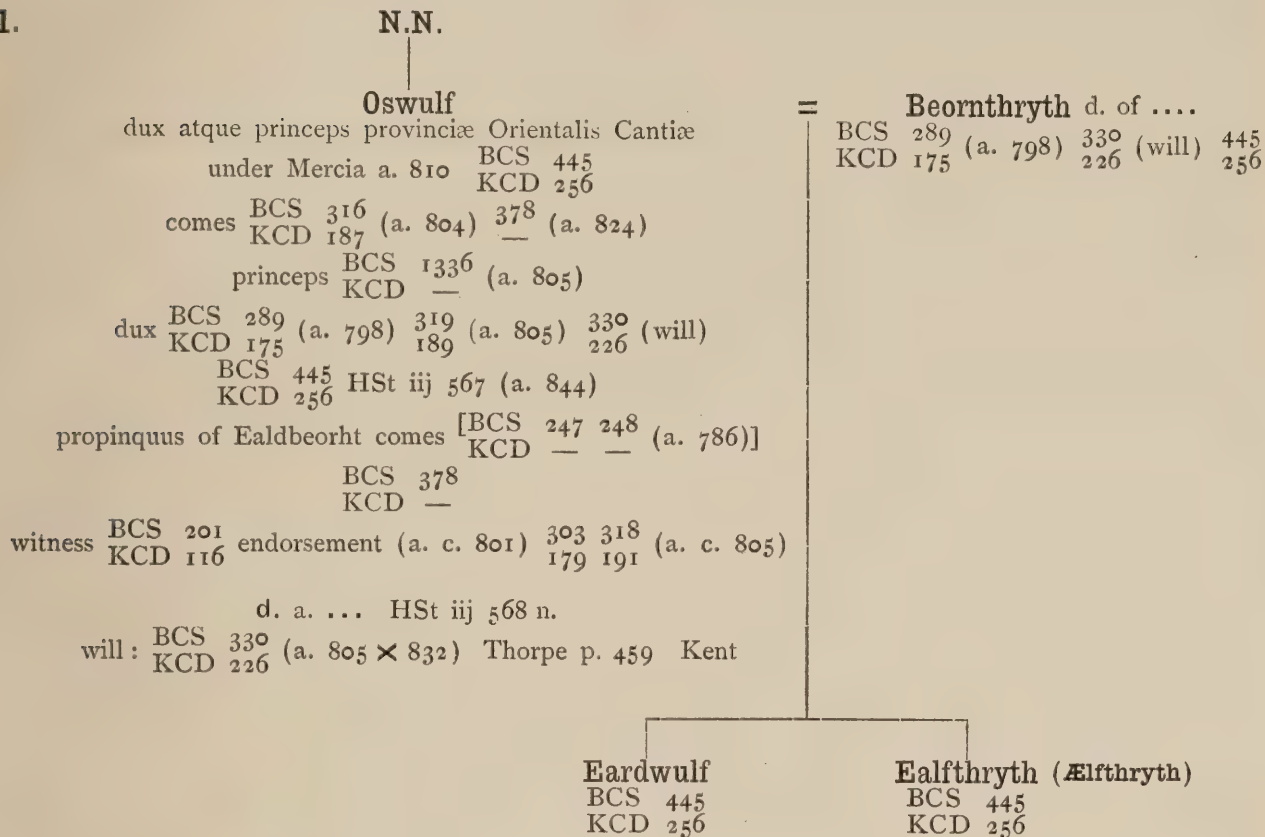 1. N.N.
Oswulf = Beornthryth d. of ....
dux atque princeps provinciæ Orientalis Cantiæ
BCS 289 (a. 798) 330 (will) 445
KCD 175 226 256
under Mercia a. 810 BCS 445
KCD 256
comes BCS 316 (a. 804) 378 (a. 824)
KCD 187 —
princeps BCS 1336 (a. 805)
KCD —
dux BCS 289 (a. 798) 319 (a. 805) 330 (will)
KCD 175 189 226
BCS 445 HSt iij 567 (a. 844)
KCD 256
propinquus of Ealdbeorht comes [BCS 247 248 (a. 786)]
KCD — —
BCS 378
KCD —
witness BCS 201 endorsement (a. c. 801) 303 318 (a. c. 805)
KCD 116 179 191
d. a. ... HSt iij 568 n.
will: BCS 330 (a. 805 × 832) Thorpe p. 459 Kent
KCD 226
Eardwulf Ealfthryth (Ælfthryth)
BCS 445 BCS 445
KCD 256 KCD 256